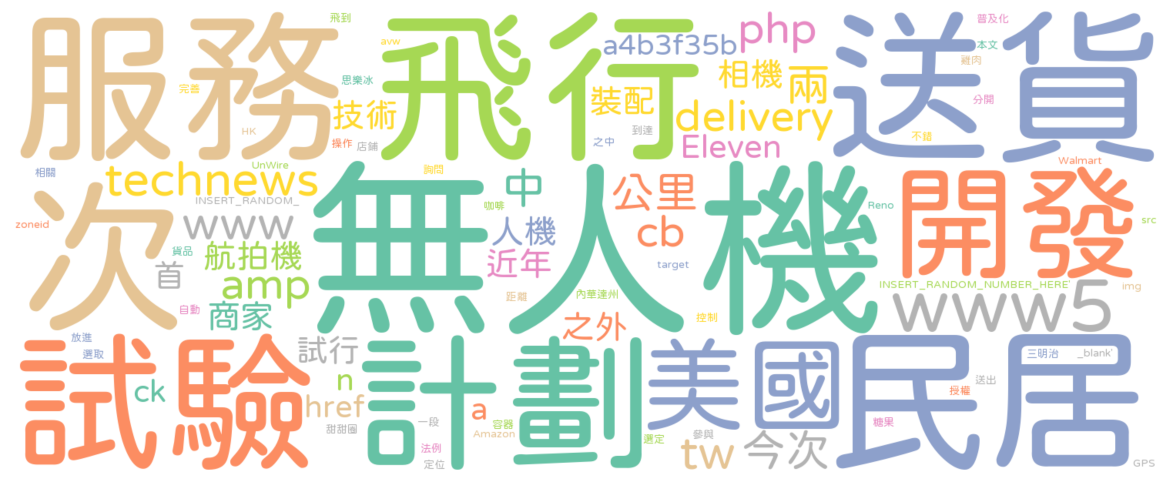 服務
飛行
送貨
飛到
avw
思樂冰
完善
HK
技術
操作
店鋪
a4b3f35b
php
相機
兩
裝配
delivery
Eleven
之中
到達
普及化
本文
雞肉
分開
不錯
相關
UnWire
詢問
technews
INSERT_RANDOM_
次
www
zoneid
貨品
首
航拍機
amp
自動
商家
無人機
咖啡
中
人機
近年
公里
cb
target
距離
內華達州
之外
控制
Walmart
Reno
開發
src
INSERT_RANDOM_NUMBER_HERE'
img
www5
放進
選取
試驗
ck
試行
n
href
甜甜圈
計劃
一段
a
Amazon
容器
法例
定位
美國
選定
參與
tw
今次
民居
三明治
_blank'
送出
授權
糖果
GPS